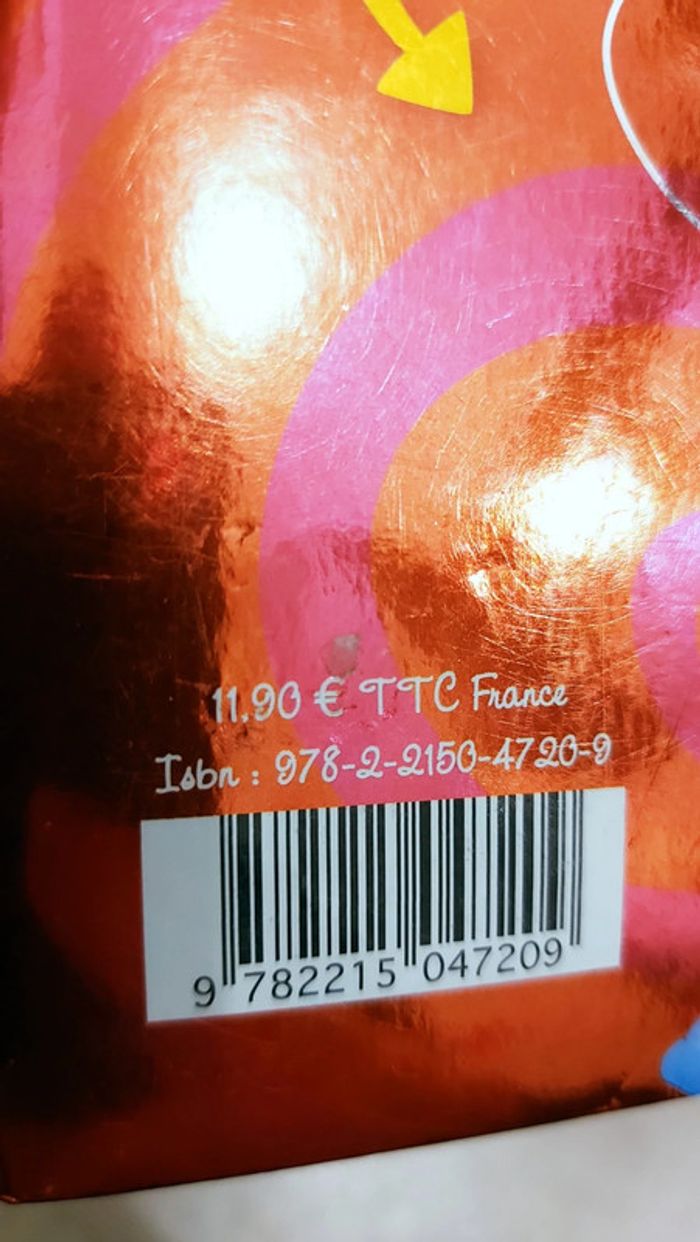 11,90 € TTC France
Isbn : 978-2-2150-4720-9
9 782215 047209